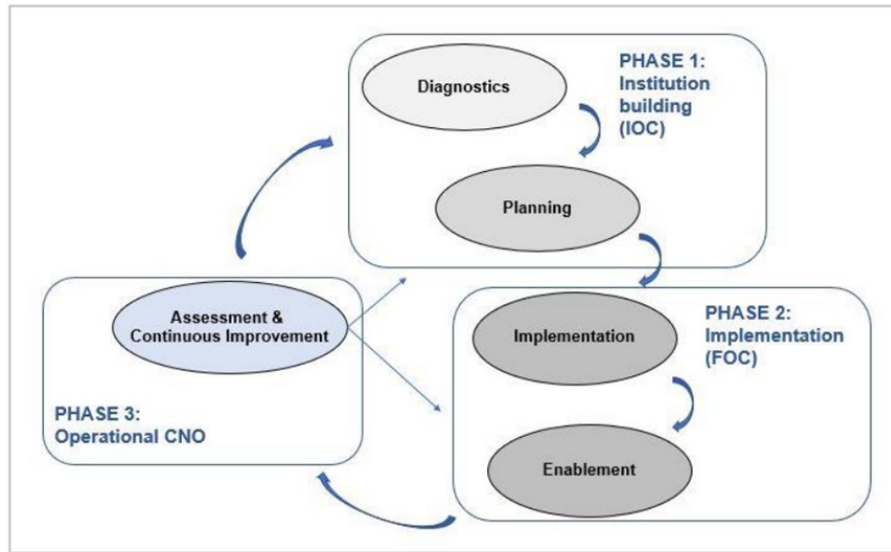 Diagnostics
PHASE 1:
Institution
building
(IOC)
Planning
Assessment &
Continuous Improvement
PHASE 3:
Operational CNO
Implementation
PHASE 2:
Implementation
(FOC)
Enablement